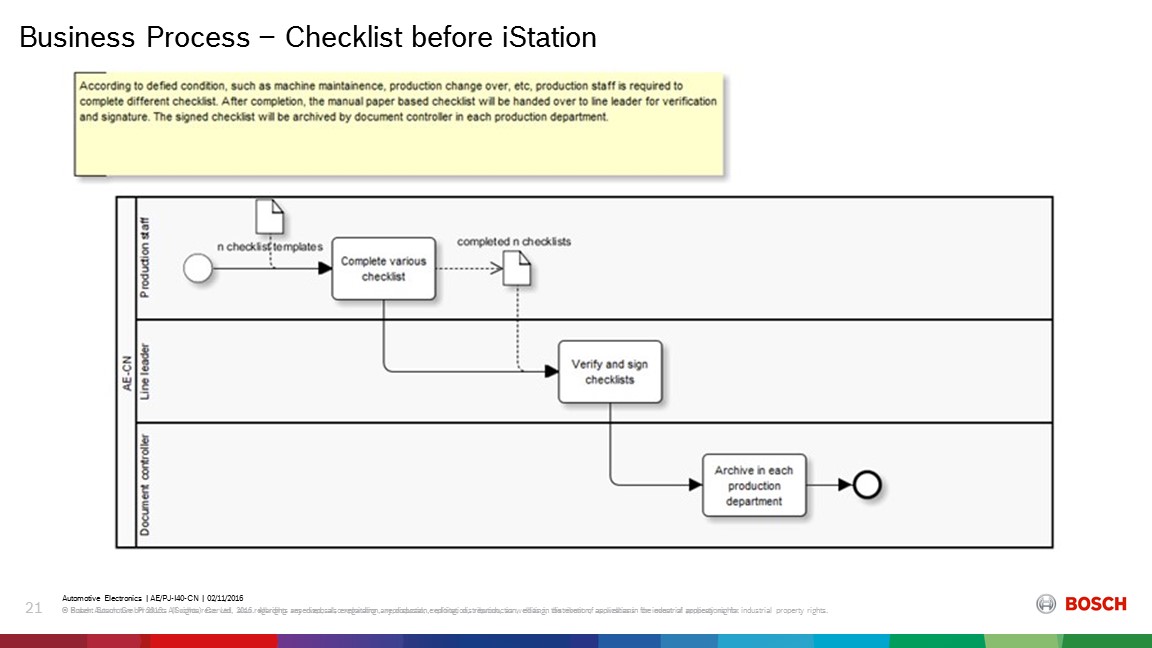 Business Process – Checklist before iStation
According to defied condition, such as machine maintainence, production change over, etc, production staff is required to
complete different checklist. After completion, the manual paper based checklist will be handed over to line leader for verification
and signature. The signed checklist will be archived by document controller in each production department.
AE-CN
Production staff
n checklist templates
Complete various
checklist
completed n checklists
Line leader
Verify and sign
checklists
Document controller
Archive in each
production
department
Automotive Electronics | AE/PJ-I40-CN | 02/11/2016
21
industrial property rights.
BOSCH